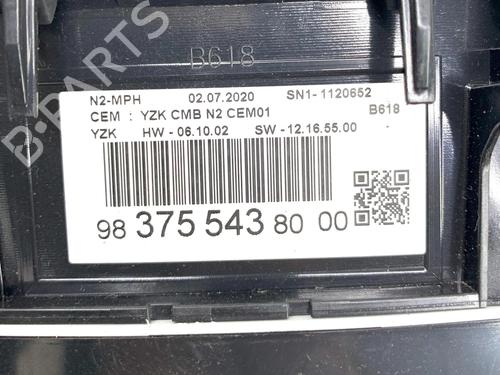 B618
N2-MPH 02.07.2020 SN1-1120652
CEM : YZK CMB N2 CEM01 B618
YZK HW - 06.10.02 SW - 12.16.55.00
98 375 543 80 00
B-PARTS